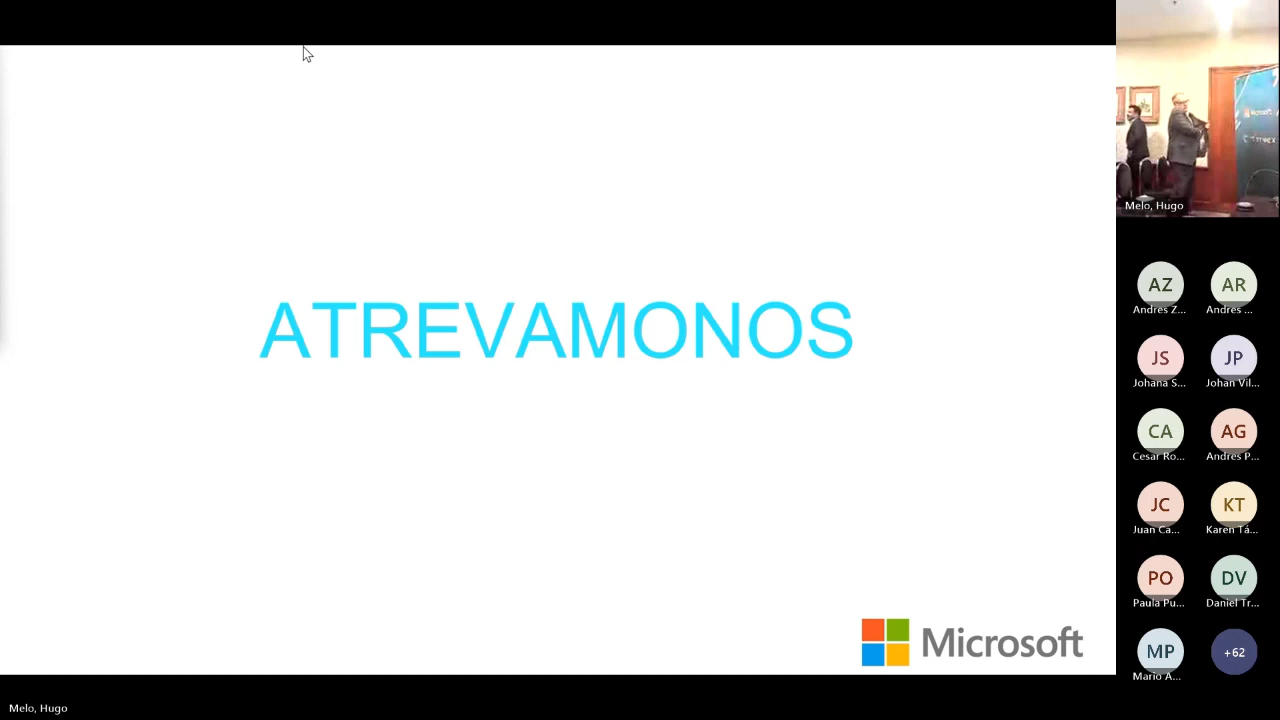 ATREVAMONOS
Microsoft
Melo, Hugo
Melo, Hugo
AZ
Andres Z...
AR
Andres ...
JS
Johana S...
JP
Johan Vil...
CA
Cesar Ro...
AG
Andres P...
JC
Juan Ca...
KT
Karen Tá...
PO
Paula Pu...
DV
Daniel Tr...
MP
Mario A...
+62
Microsoft